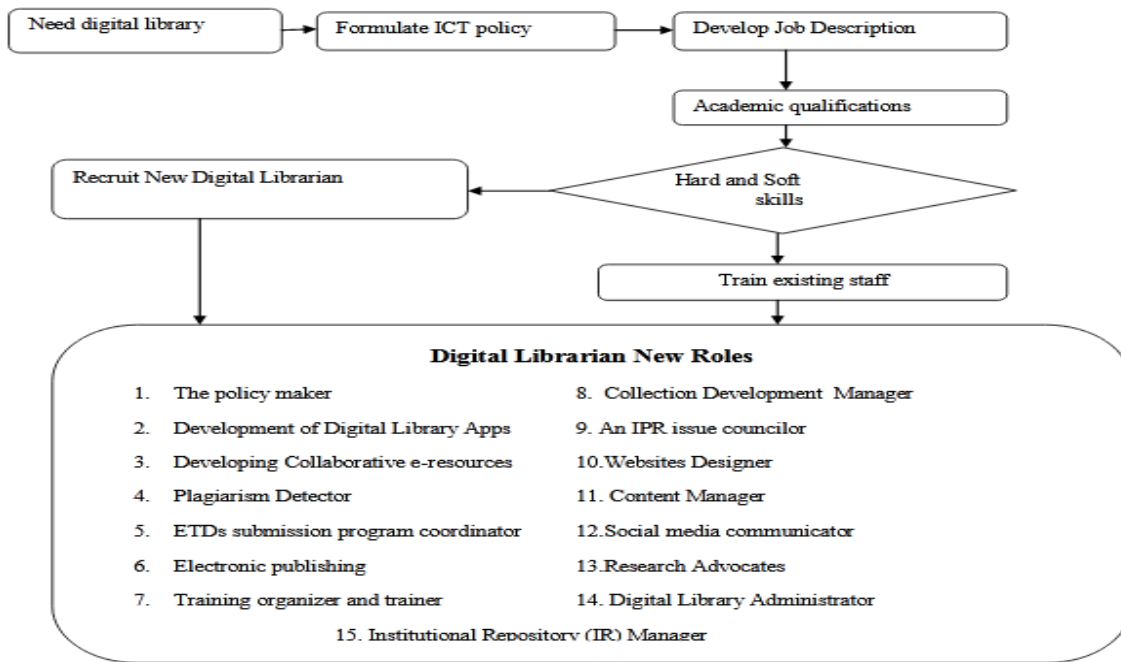 Need digital library
Formulate ICT policy
Develop Job Description
Academic qualifications
Recruit New Digital Librarian
Hard and Soft
skills
Train existing staff
Digital Librarian New Roles
1. The policy maker
2. Development of Digital Library Apps
3. Developing Collaborative e-resources
4. Plagiarism Detector
5. ETDs submission program coordinator
6. Electronic publishing
7. Training organizer and trainer
8. Collection Development Manager
9. An IPR issue councilor
10.Websites Designer
11. Content Manager
12.Social media communicator
13.Research Advocates
14. Digital Library Administrator
15. Institutional Repository (IR) Manager